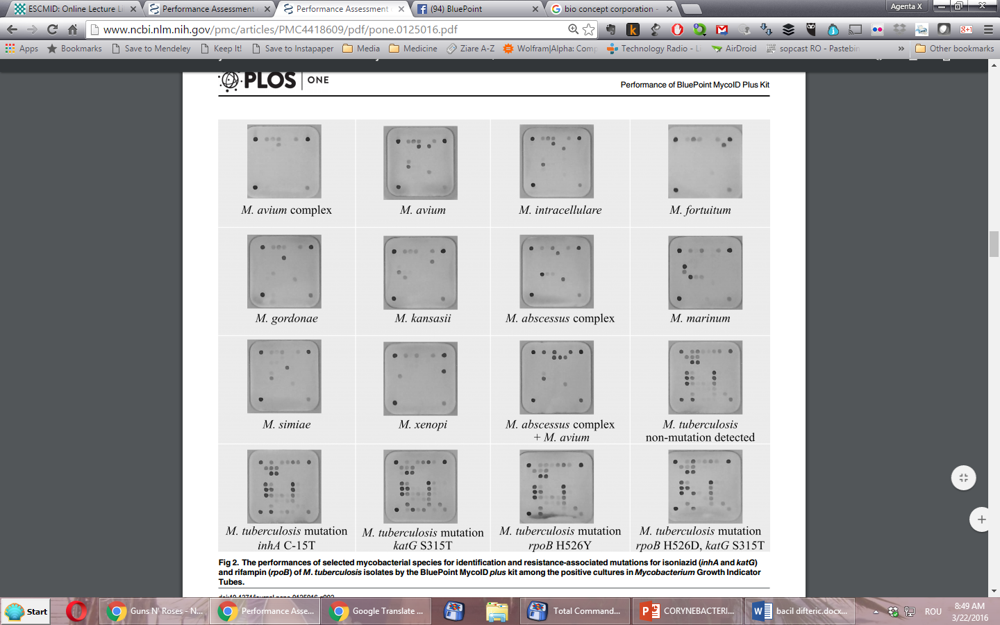 ESCMID: Online Lecture Li
Performance Assessment
Performance Assessment
(94) BluePoint
bio concept corporation -
Agenta X
www.ncbi.nlm.nih.gov/pmc/articles/PMC4418609/pdf/pone.0125016.pdf
Apps
Bookmarks
Save to Mendeley
Keep It!
Save to Instapaper
Media
Medicine
Ziare A-Z
Wolfram|Alpha: Comp
Technology Radio - L
AirDroid
sopcast RO - Pastebin
»
Other bookmarks
PLOS | ONE
Performance of BluePoint MycoID Plus Kit
M. avium complex
M. avium
M. intracellulare
M. fortuitum
M. gordonae
M. kansasii
M. abscessus complex
M. marinum
M. simiae
M. xenopi
M. abscessus complex
+ M. avium
M. tuberculosis
non-mutation detected
M. tuberculosis mutation
inhA C-15T
M. tuberculosis mutation
katG S315T
M. tuberculosis mutation
rpoB H526Y
M. tuberculosis mutation
rpoB H526D, katG S315T
Fig 2. The performances of selected mycobacterial species for identification and resistance-associated mutations for isoniazid (inhA and katG)
and rifampin (rpoB) of M. tuberculosis isolates by the BluePoint MycoID plus kit among the positive cultures in Mycobacterium Growth Indicator
Tubes.
Start
Guns N' Roses - N...
Performance Asse...
Google Translate ...
Total Command...
CORYNEBACTERI...
bacil difteric.docx...
ROU
8:49 AM
3/22/2016